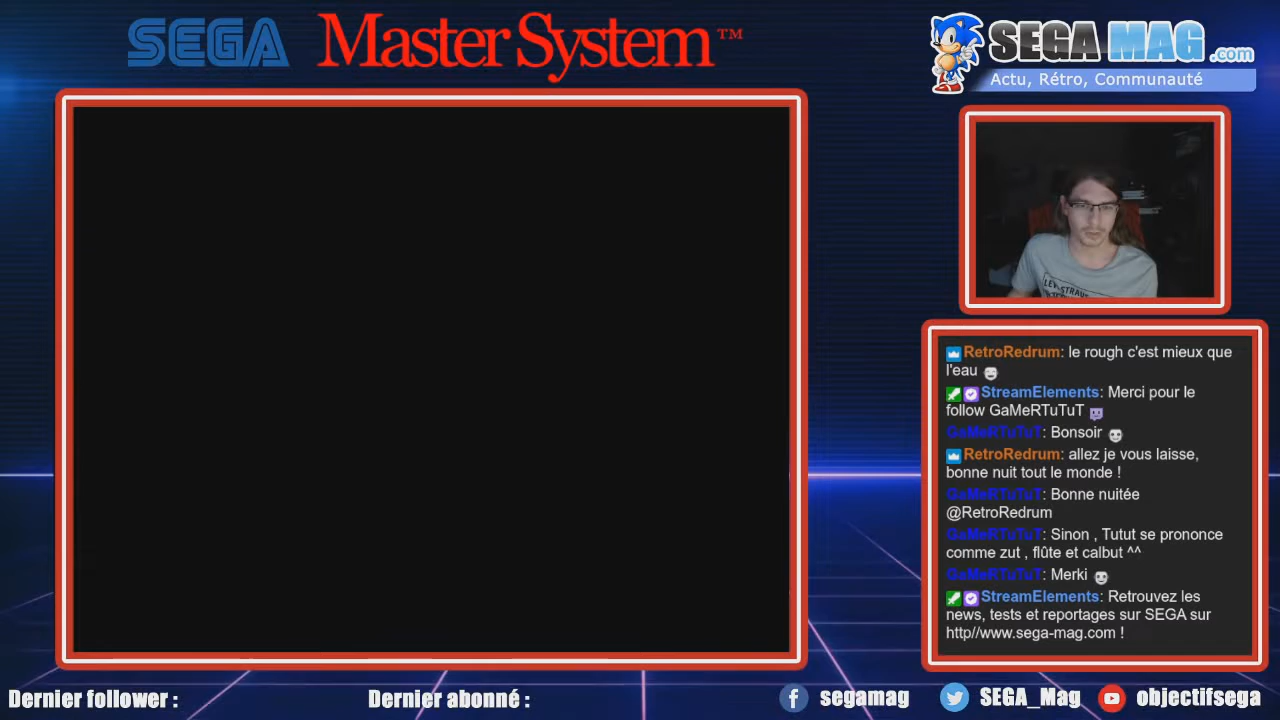 SEGA Master System™
SEGA MAG.com
Actu, Rétro, Communauté
RetroRedrum: le rough c'est mieux que
l'eau
StreamElements: Merci pour le
follow GaMeRTuTuT
GaMeRTuTuT: Bonsoir
RetroRedrum: allez je vous laisse,
bonne nuit tout le monde !
GaMeRTuTuT: Bonne nuitée
@RetroRedrum
GaMeRTuTuT: Sinon , Tutut se prononce
comme zut , flûte et calbut ^^
GaMeRTuTuT: Merki
StreamElements: Retrouvez les
news, tests et reportages sur SEGA sur
http//www.sega-mag.com !
Dernier follower :
Dernier abonné :
segamag
SEGA_Mag
objectifsega